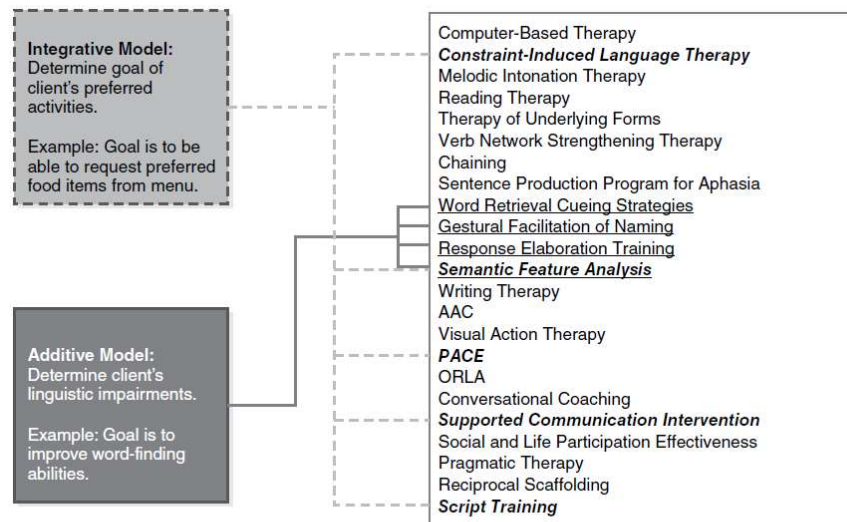 Integrative Model:
Determine goal of
client's preferred
activities.
Example: Goal is to be
able to request preferred
food items from menu.
Additive Model:
Determine client's
linguistic impairments.
Example: Goal is to
improve word-finding
abilities.
Computer-Based Therapy
Constraint-Induced Language Therapy
Melodic Intonation Therapy
Reading Therapy
Therapy of Underlying Forms
Verb Network Strengthening Therapy
Chaining
Sentence Production Program for Aphasia
Word Retrieval Cueing Strategies
Gestural Facilitation of Naming
Response Elaboration Training
Semantic Feature Analysis
Writing Therapy
AAC
Visual Action Therapy
PACE
ORLA
Conversational Coaching
Supported Communication Intervention
Social and Life Participation Effectiveness
Pragmatic Therapy
Reciprocal Scaffolding
Script Training